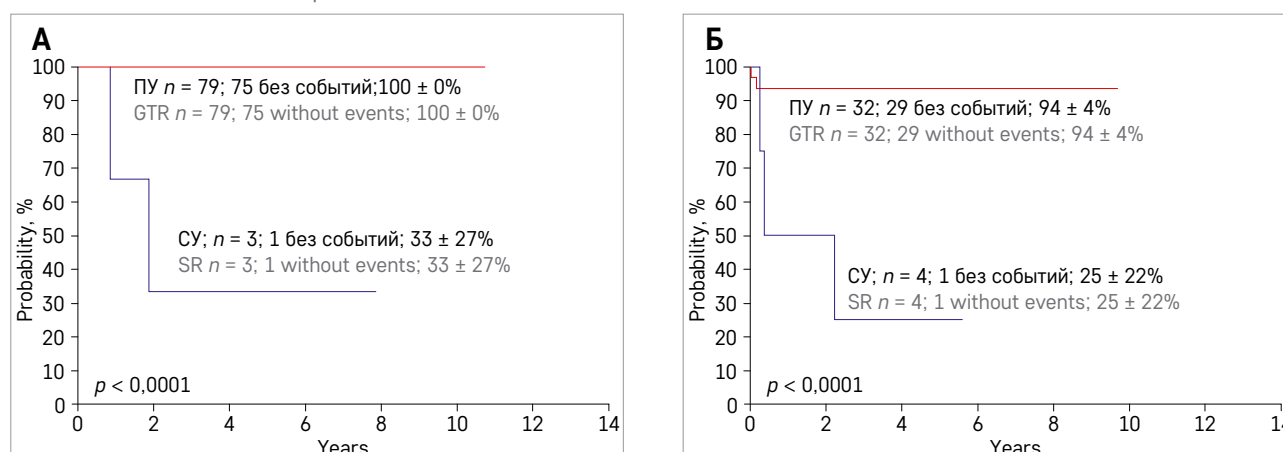 А
100
90
80
70
60
50
40
30
20
10
0
Probability, %
ПУ n = 79; 75 без событий;100 ± 0%
GTR n = 79; 75 without events; 100 ± 0%
СУ; n = 3; 1 без событий; 33 ± 27%
SR n = 3; 1 without events; 33 ± 27%
p < 0,0001
0 2 4 6 8 10 12 14
Years
Б
100
90
80
70
60
50
40
30
20
10
0
Probability, %
ПУ n = 32; 29 без событий; 94 ± 4%
GTR n = 32; 29 without events; 94 ± 4%
СУ; n = 4; 1 без событий; 25 ± 22%
SR n = 4; 1 without events; 25 ± 22%
p < 0,0001
0 2 4 6 8 10 12
Years